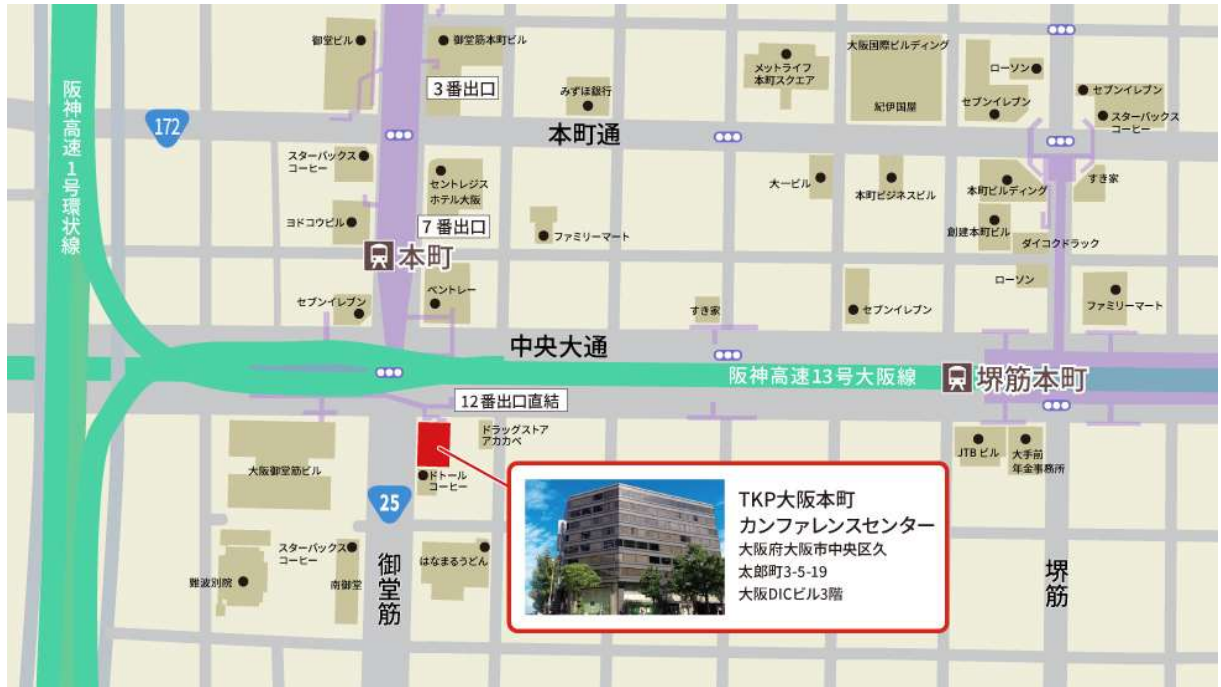 御堂ビル
御堂筋本町ビル
3番出口
みずほ銀行
メットライフ
本町スクエア
大阪国際ビルディング
紀伊国屋
ローソン
セブンイレブン
セブンイレブン
スターバックス
コーヒー
阪神高速1号環状線
172
本町通
スターバックス
コーヒー
セントレジス
ホテル大阪
大一ビル
本町ビジネスビル
本町ビルディング
すき家
ヨドコウビル
7番出口
ファミリーマート
創建本町ビル
ダイコクドラック
本町
セブンイレブン
ベントレー
すき家
セブンイレブン
ローソン
ファミリーマート
中央大通
阪神高速13号大阪線
堺筋本町
12番出口直結
大阪御堂筋ビル
ドラッグストア
アカカベ
ドトール
コーヒー
JTBビル
大手前
年金事務所
25
TKP大阪本町
カンファレンスセンター
大阪府大阪市中央区久
太郎町3-5-19
大阪DICビル3階
スターバックス
コーヒー
難波別院
南御堂
御堂筋
はなまるうどん
堺筋